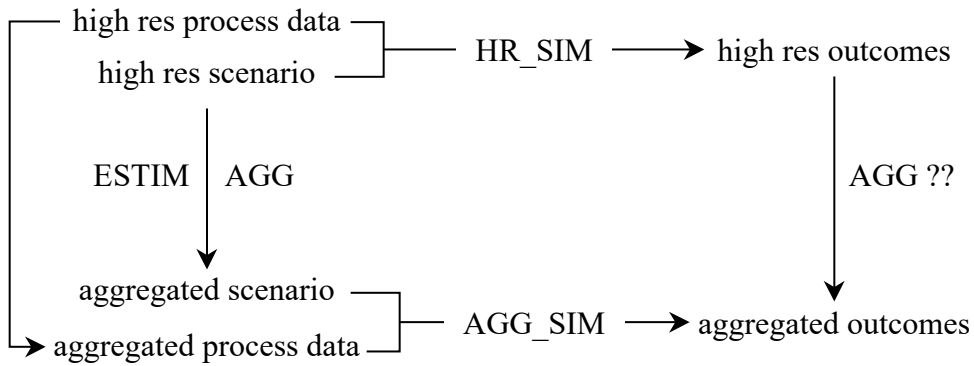 high res process data
high res scenario
HR_SIM
high res outcomes
ESTIM
AGG
AGG ??
aggregated scenario
aggregated process data
AGG_SIM
aggregated outcomes